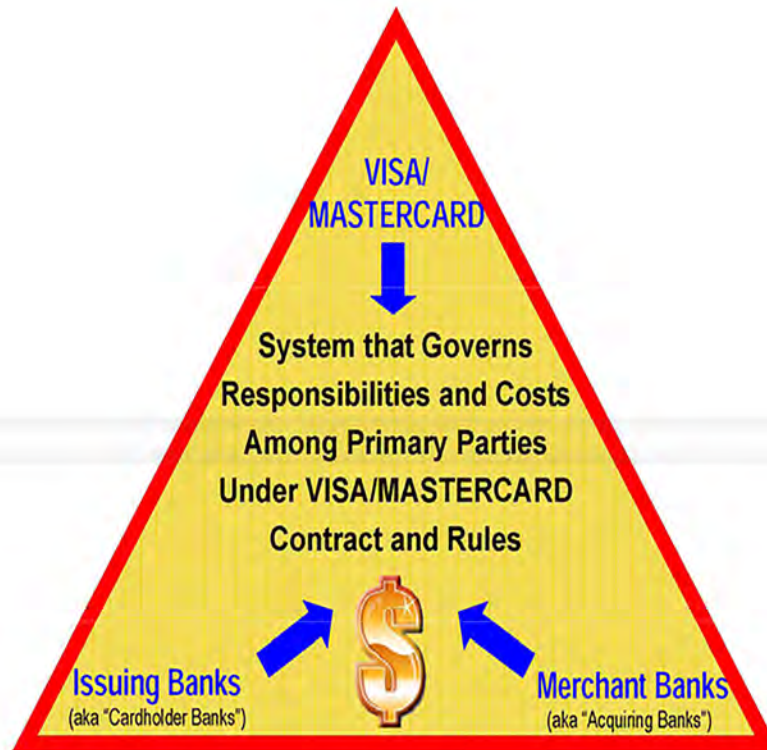 VISA/
MASTERCARD
System that Governs
Responsibilities and Costs
Among Primary Parties
Under VISA/MASTERCARD
Contract and Rules
$
Issuing Banks
(aka “Cardholder Banks”)
Merchant Banks
(aka “Acquiring Banks”)